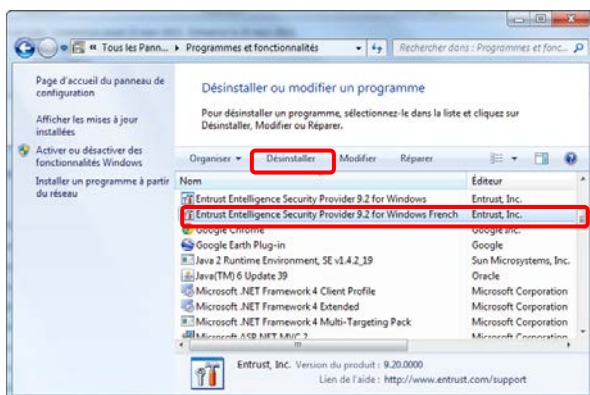 « Tous les Pann... ▸ Programmes et fonctionnalités
Rechercher dans : Programmes et fonc...
Page d'accueil du panneau de
configuration
Afficher les mises à jour
installées
Activer ou désactiver des
fonctionnalités Windows
Installer un programme à partir
du réseau
Désinstaller ou modifier un programme
Pour désinstaller un programme, sélectionnez-le dans la liste et cliquez sur
Désinstaller, Modifier ou Réparer.
Organiser Désinstaller Modifier Réparer
Nom Éditeur
Entrust Entelligence Security Provider 9.2 for Windows Entrust, Inc.
Entrust Entelligence Security Provider 9.2 for Windows French Entrust, Inc.
Google Chrome Google Inc.
Google Earth Plug-in Google
Java 2 Runtime Environment, SE v1.4.2_19 Sun Microsystems, Inc.
Java(TM) 6 Update 39 Oracle
Microsoft .NET Framework 4 Client Profile Microsoft Corporation
Microsoft .NET Framework 4 Extended Microsoft Corporation
Microsoft .NET Framework 4 Multi-Targeting Pack Microsoft Corporation
Microsoft ASP.NET MVC 2 Microsoft Corporation
Entrust, Inc. Version du produit : 9.20.0000
Lien de l'aide : http://www.entrust.com/support